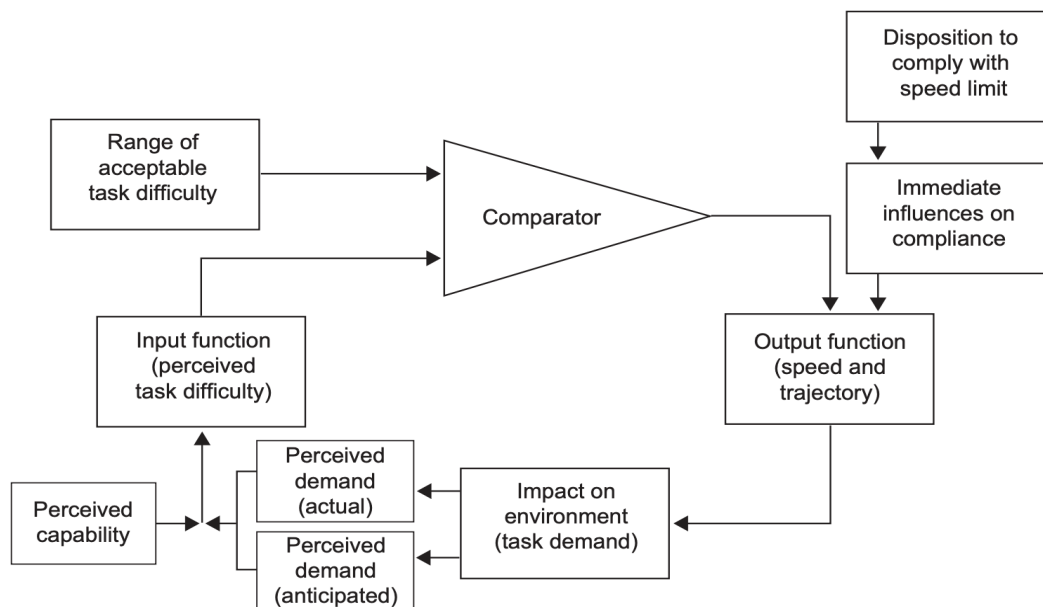 Disposition to
comply with
speed limit
Range of
acceptable
task difficulty
Immediate
influences on
compliance
Comparator
Input function
(perceived
task difficulty)
Output function
(speed and
trajectory)
Perceived
demand
(actual)
Impact on
environment
(task demand)
Perceived
capability
Perceived
demand
(anticipated)